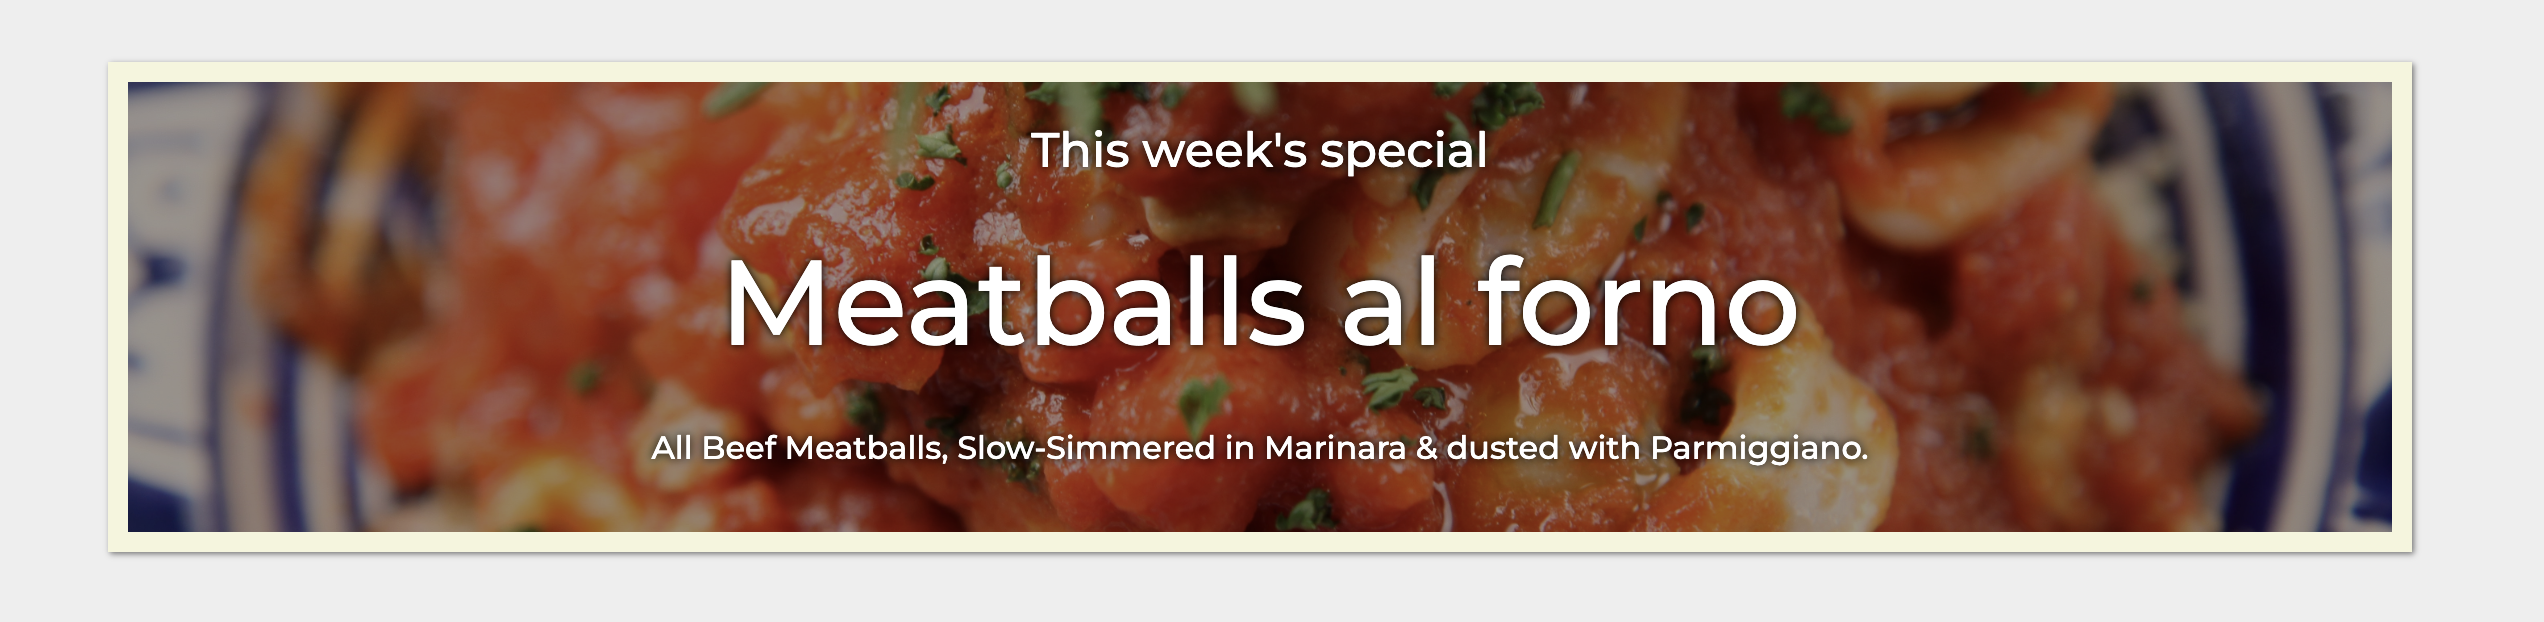 This week's special
Meatballs al forno
All Beef Meatballs, Slow-Simmered in Marinara & dusted with Parmiggiano.